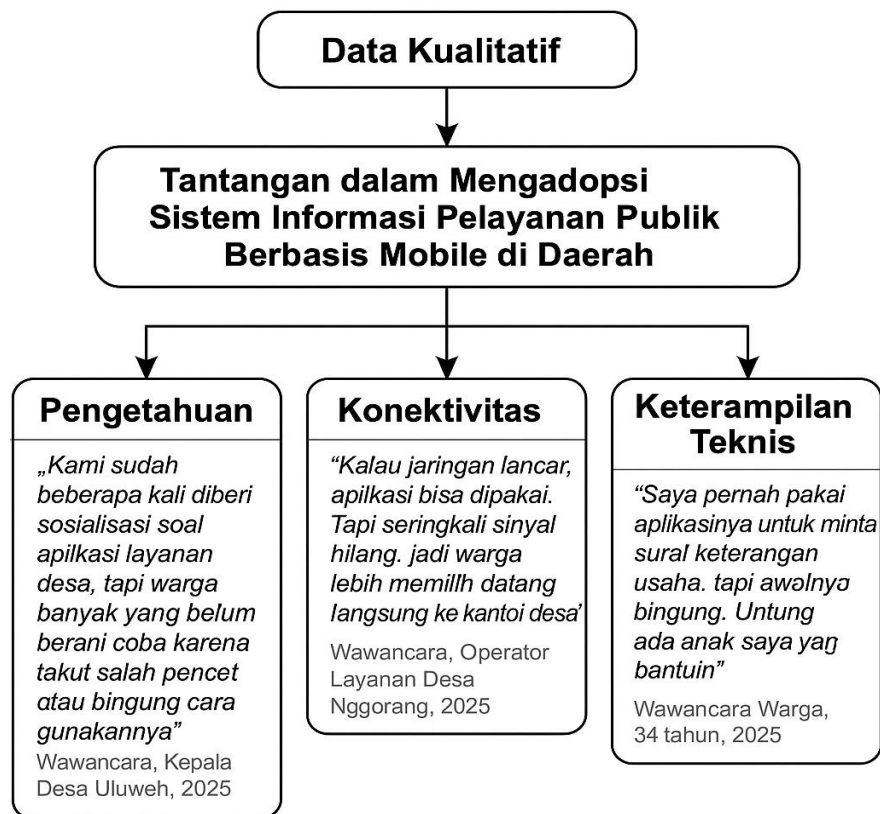 Data Kualitatif
Tantangan dalam Mengadopsi
Sistem Informasi Pelayanan Publik
Berbasis Mobile di Daerah
Pengetahuan
„Kami sudah
beberapa kali diberi
sosialisasi soal
apilkasi layanan
desa, tapi warga
banyak yang belum
berani coba karena
takut salah pencet
atau bingung cara
gunakannya”
Wawancara, Kepala
Desa Uluweh, 2025
Konektivitas
“Kalau jaringan lancar,
apilkasi bisa dipakai.
Tapi seringkali sinyal
hilang. jadi warga
lebih memillh datang
langsung ke kantoi desa’
Wawancara, Operator
Layanan Desa
Nggorang, 2025
Keterampilan
Teknis
“Saya pernah pakai
aplikasinya untuk minta
sural keterangan
usaha. tapi awəlnya
bingung. Untung
ada anak saya yaŋ
bantuin”
Wawancara Warga,
34 tahun, 2025